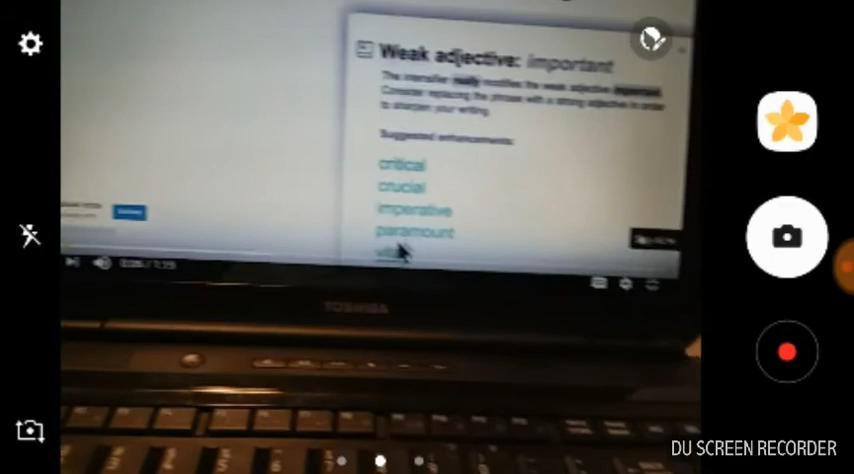 Weak adjective: important
The intensifier really modifies the weak adjective important.
Consider replacing the phrase with a strong adjective in order
to sharpen your writing.
Suggested enhancements:
critical
crucial
imperative
paramount
TOSHIBA
DU SCREEN RECORDER